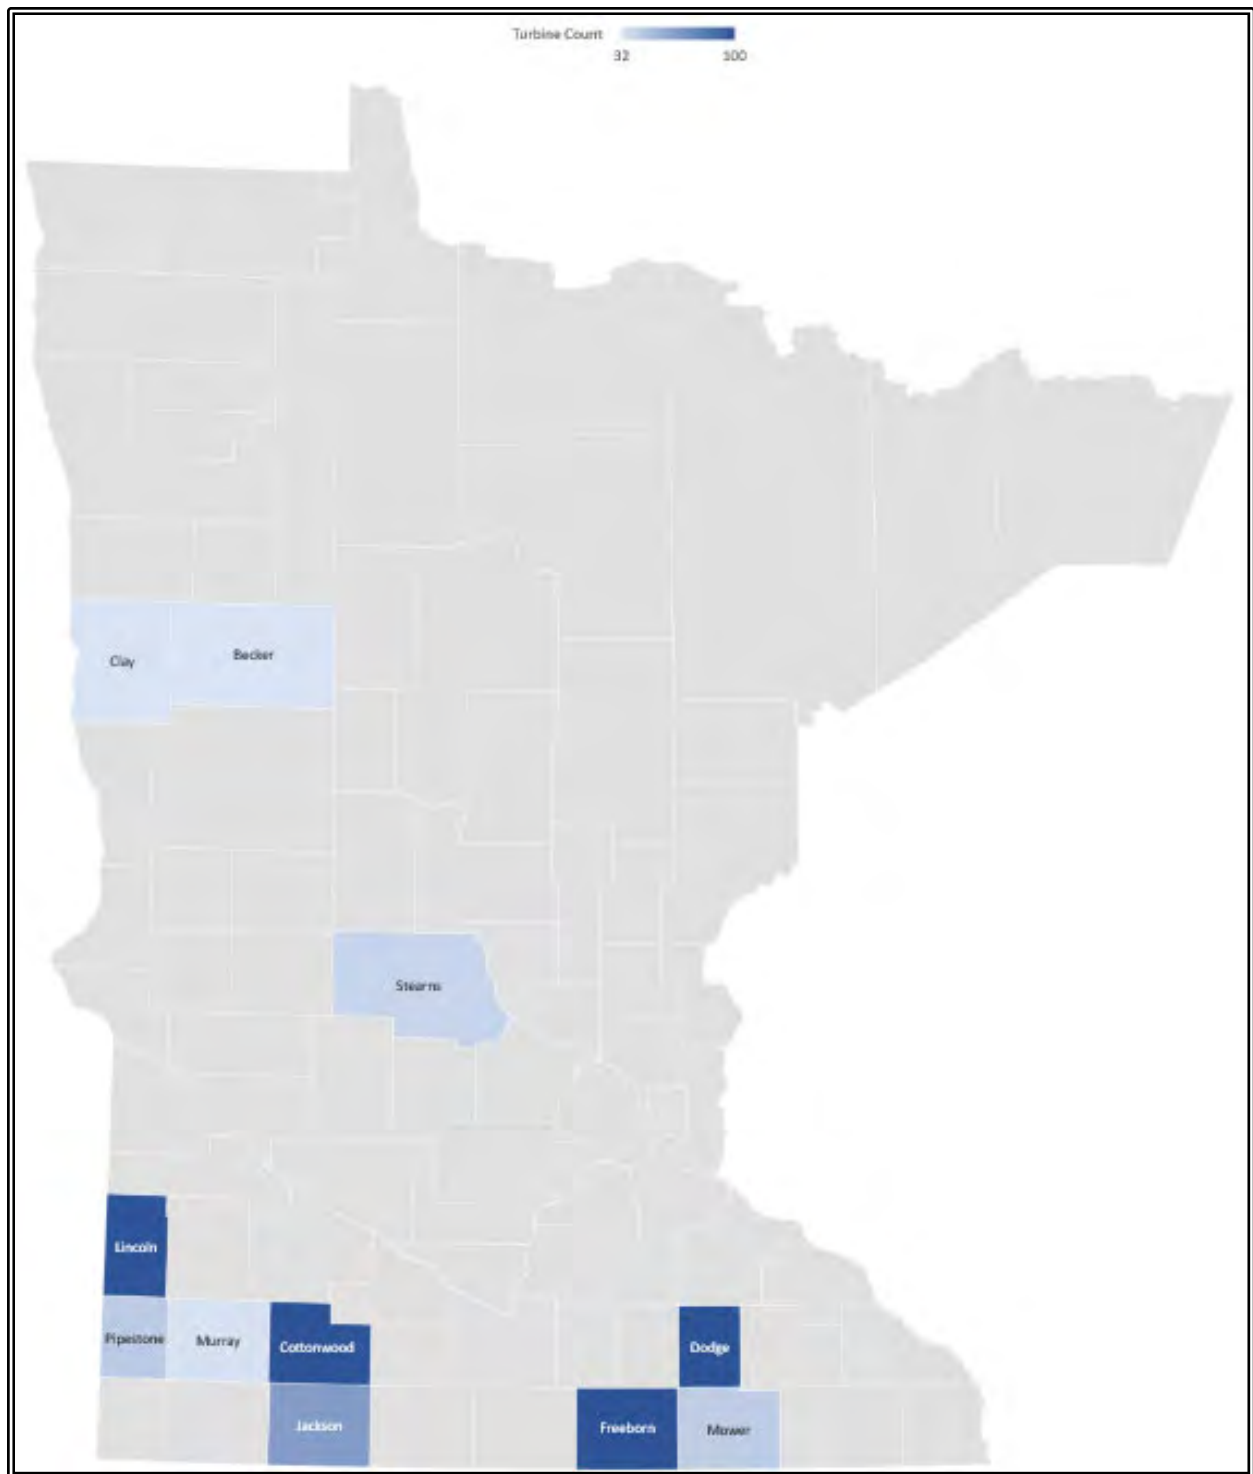 Turbine Count
32 100
Clay
Becker
Stearns
Lincoln
Pipestone
Murray
Cottonwood
Dodge
Jackson
Freeborn
Mower